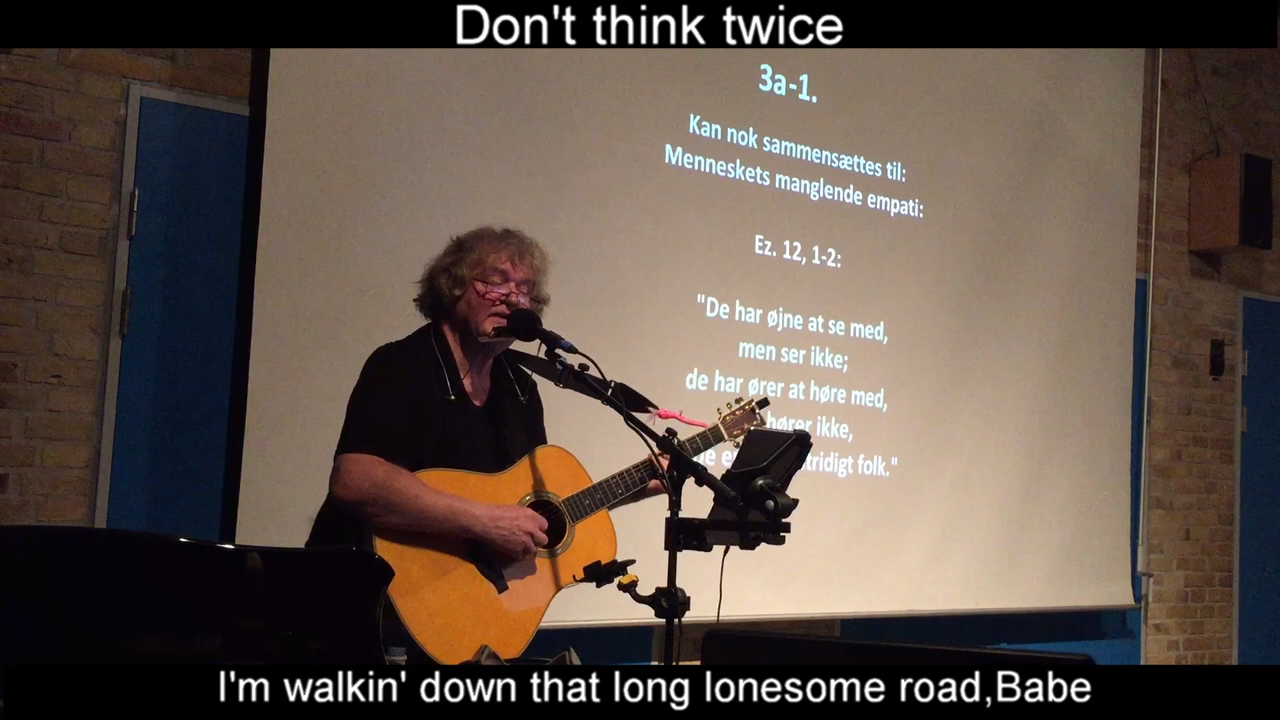 Don't think twice
3a-1.
Kan nok sammensættes til:
Menneskets manglende empati:
Ez. 12, 1-2:
"De har øjne at se med,
men ser ikke;
de har ører at høre med,
hører ikke,
folk."
I'm walkin' down that long lonesome road,Babe